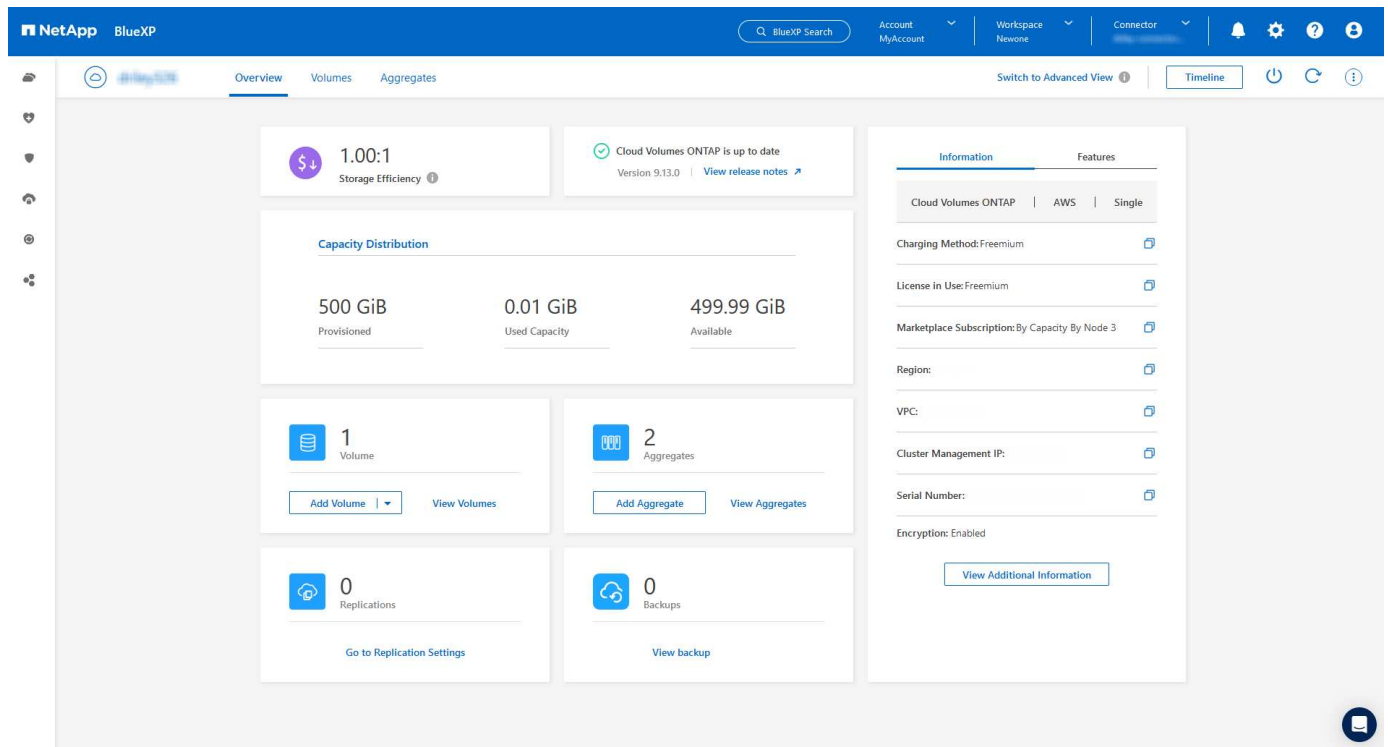 NetApp BlueXP
BlueXP Search
Account
MyAccount
Workspace
Newone
Connector
Overview Volumes Aggregates
Switch to Advanced View
Timeline
1.00:1
Storage Efficiency
Cloud Volumes ONTAP is up to date
Version 9.13.0 | View release notes
Capacity Distribution
500 GiB
Provisioned
0.01 GiB
Used Capacity
499.99 GiB
Available
1
Volume
Add Volume
View Volumes
2
Aggregates
Add Aggregate
View Aggregates
0
Replications
Go to Replication Settings
0
Backups
View backup
Information Features
Cloud Volumes ONTAP | AWS | Single
Charging Method: Freemium
License in Use: Freemium
Marketplace Subscription: By Capacity By Node 3
Region:
VPC:
Cluster Management IP:
Serial Number:
Encryption: Enabled
View Additional Information